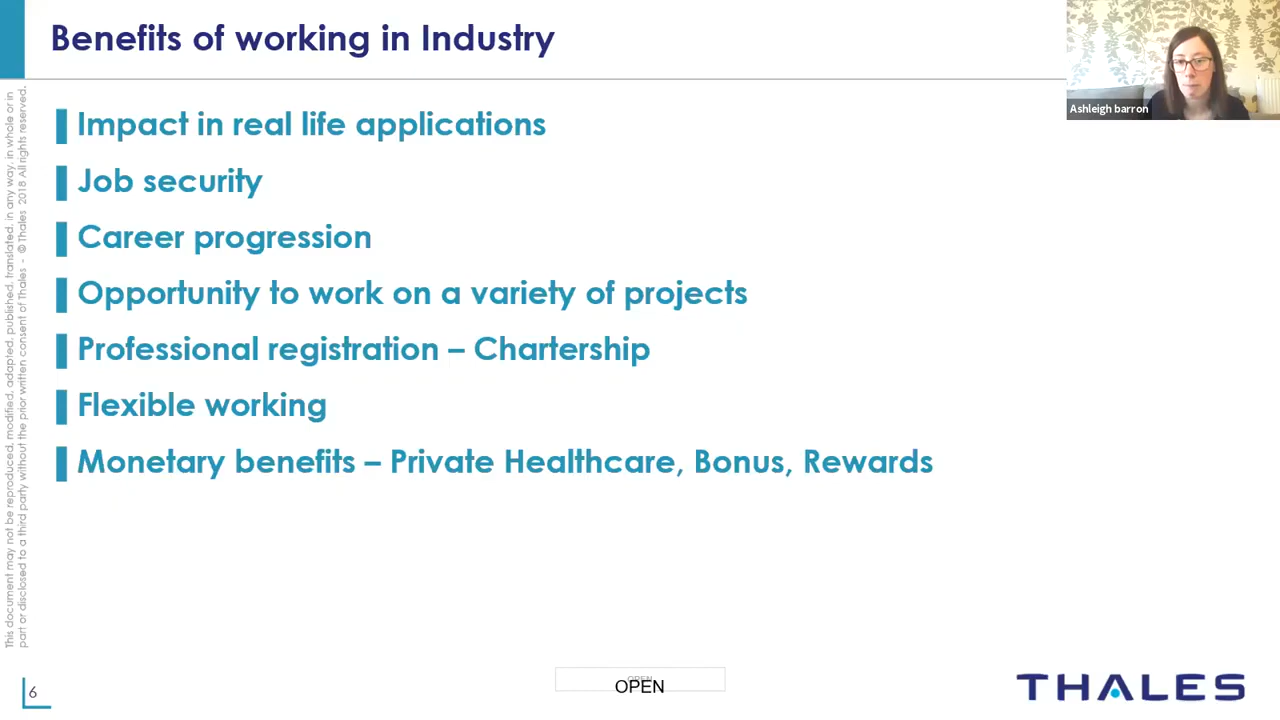 Benefits of working in Industry
Ashleigh barron
Impact in real life applications
Job security
Career progression
Opportunity to work on a variety of projects
Professional registration – Chartership
Flexible working
Monetary benefits – Private Healthcare, Bonus, Rewards
This document may not be reproduced, modified, adapted, published, translated, in any way, in whole or in
part or disclosed to a third party without the prior written consent of Thales - © Thales 2018 All rights reserved.
6
OPEN
OPEN
THALES